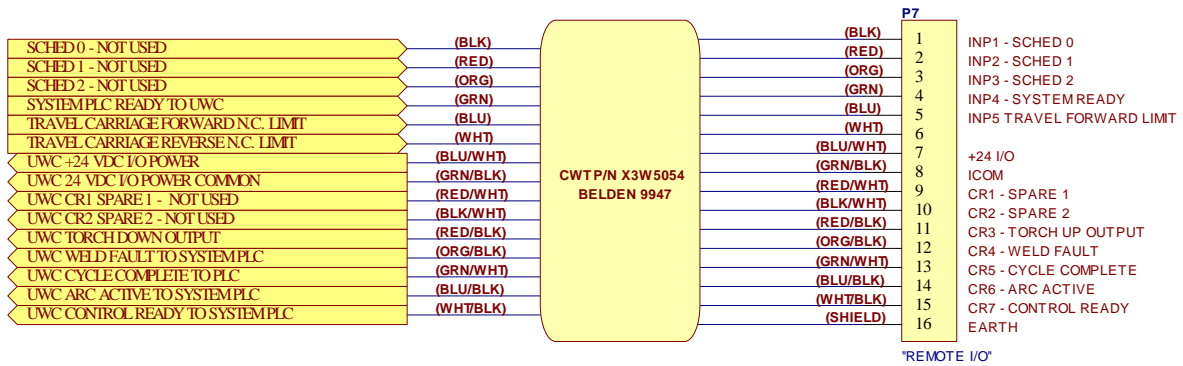 P7
SCHED 0 - NOT USED (BLK) (BLK) 1 INP1 - SCHED 0
SCHED 1 - NOT USED (RED) (RED) 2 INP2 - SCHED 1
SCHED 2 - NOT USED (ORG) (ORG) 3 INP3 - SCHED 2
SYSTEM PLC READY TO UWC (GRN) (GRN) 4 INP4 - SYSTEM READY
TRAVEL CARRIAGE FORWARD N.C. LIMIT (BLU) (BLU) 5 INP5 TRAVEL FORWARD LIMIT
TRAVEL CARRIAGE REVERSE N.C. LIMIT (WHT) (WHT) 6
UWC +24 VDC I/O POWER (BLU/WHT) (BLU/WHT) 7 +24 I/O
UWC 24 VDC I/O POWER COMMON (GRN/BLK) CWT P/N X3W5054 (GRN/BLK) 8 ICOM
UWC CR1 SPARE 1 - NOT USED (RED/WHT) BELDEN 9947 (RED/WHT) 9 CR1 - SPARE 1
UWC CR2 SPARE 2 - NOT USED (BLK/WHT) (BLK/WHT) 10 CR2 - SPARE 2
UWC TORCH DOWN OUTPUT (RED/BLK) (RED/BLK) 11 CR3 - TORCH UP OUTPUT
UWC WELD FAULT TO SYSTEM PLC (ORG/BLK) (ORG/BLK) 12 CR4 - WELD FAULT
UWC CYCLE COMPLETE TO PLC (GRN/WHT) (GRN/WHT) 13 CR5 - CYCLE COMPLETE
UWC ARC ACTIVE TO SYSTEM PLC (BLU/BLK) (BLU/BLK) 14 CR6 - ARC ACTIVE
UWC CONTROL READY TO SYSTEM PLC (WHT/BLK) (WHT/BLK) 15 CR7 - CONTROL READY
(SHIELD) 16 EARTH
"REMOTE I/O"